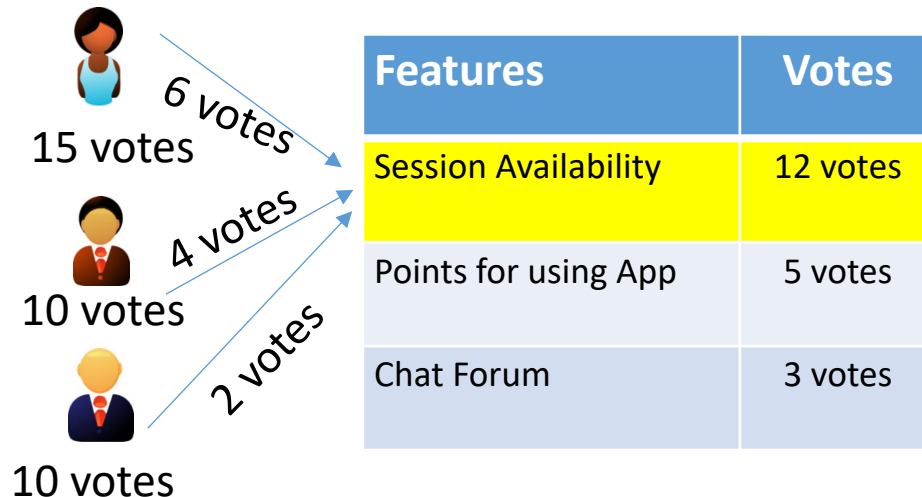 6 votes
15 votes
4 votes
10 votes
2 votes
10 votes
Features Votes
Session Availability 12 votes
Points for using App 5 votes
Chat Forum 3 votes